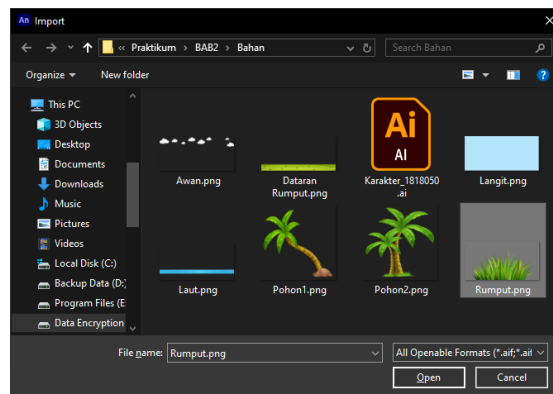 An Import
« Praktikum › BAB2 › Bahan
Search Bahan
Organize
New folder
This PC
3D Objects
Desktop
Documents
Downloads
Music
Pictures
Videos
Local Disk (C:)
Backup Data (D:)
Program Files (E
Data Encryption
Awan.png
Dataran
Rumput.png
Ai
AI
Karakter_1818050
.ai
Langit.png
Laut.png
Pohon1.png
Pohon2.png
Rumput.png
File name:
Rumput.png
All Openable Formats (*.aif;*.aif
Open
Cancel